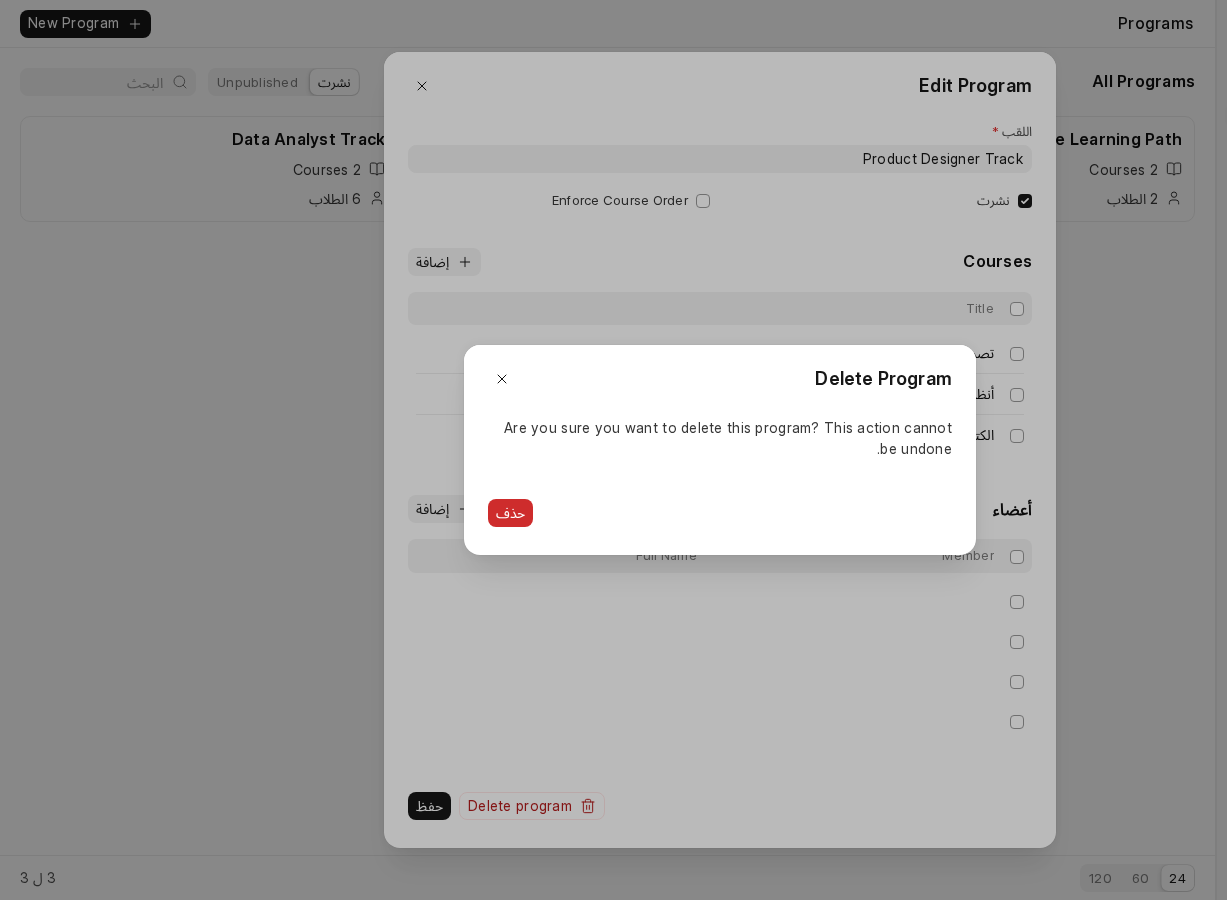 Programs
New Program
All Programs
نشرت
Unpublished
البحث
e Learning Path
2 Courses
2 الطلاب
Data Analyst Track
2 Courses
6 الطلاب
Edit Program
اللقب *
Product Designer Track
نشرت
Enforce Course Order
Courses
إضافة
Title
الكت
Delete Program
Are you sure you want to delete this program? This action cannot
be undone.
حذف
أعضاء
إضافة
Member
Full Name
Delete program
حفظ
24
60
120
3 ل 3